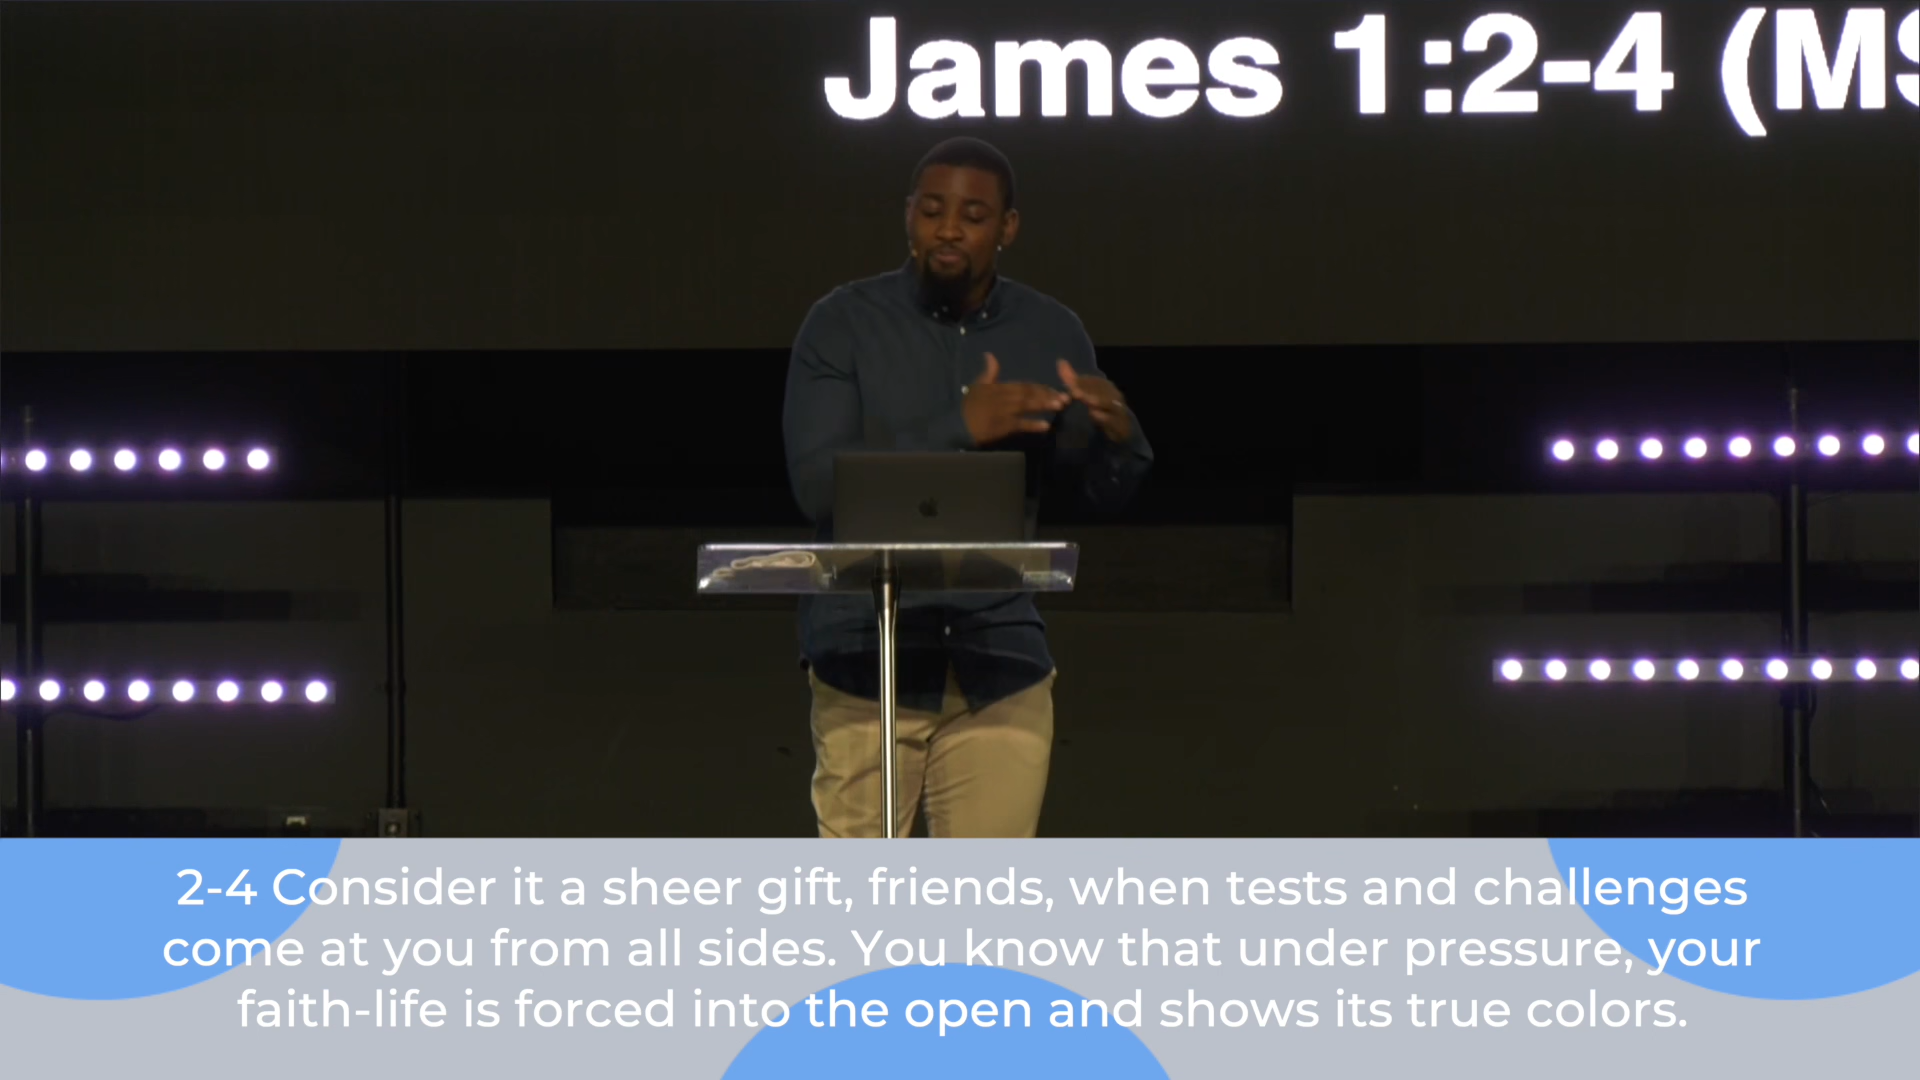 James 1:2-4 (MS
2-4 Consider it a sheer gift, friends, when tests and challenges
come at you from all sides. You know that under pressure, your
faith-life is forced into the open and shows its true colors.